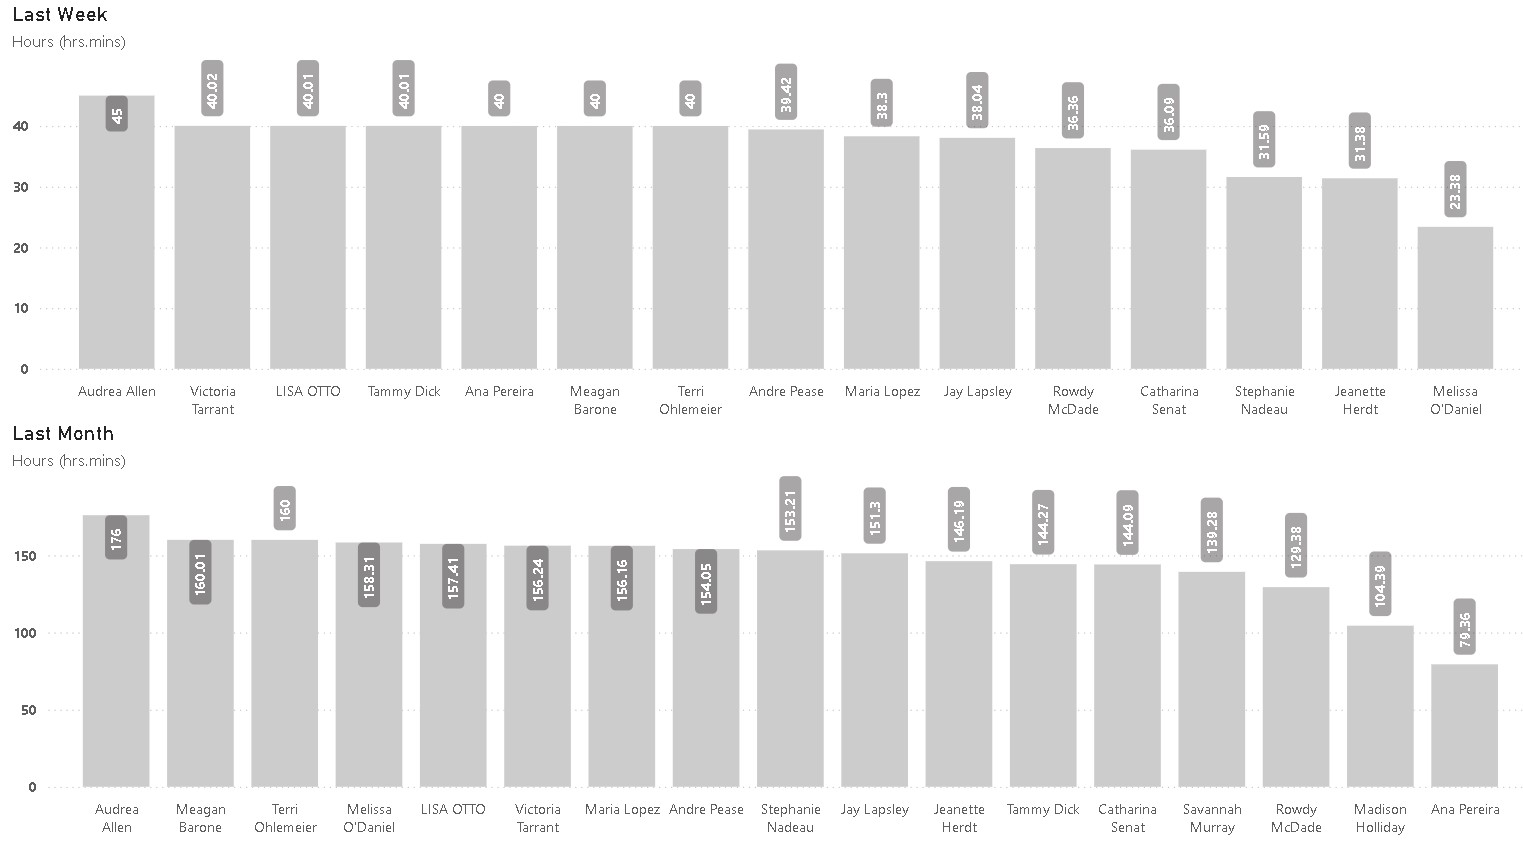 Last Week
Hours (hrs.mins)
45
40.02
40.01
40.01
40
40
40
39.42
38.3
38.04
36.36
36.09
31.59
31.38
23.38
40
30
20
10
0
Audrea Allen
Victoria
Tarrant
LISA OTTO
Tammy Dick
Ana Pereira
Meagan
Barone
Terri
Ohlemeier
Andre Pease
Maria Lopez
Jay Lapsley
Rowdy
McDade
Catharina
Senat
Stephanie
Nadeau
Jeanette
Herdt
Melissa
O'Daniel
Last Month
Hours (hrs.mins)
176
160.01
160
158.31
157.41
156.24
156.16
154.05
153.21
151.3
146.19
144.27
144.09
139.28
129.38
104.39
79.36
150
100
50
0
Audrea
Allen
Meagan
Barone
Terri
Ohlemeier
Melissa
O'Daniel
LISA OTTO
Victoria
Tarrant
Maria Lopez
Andre Pease
Stephanie
Nadeau
Jay Lapsley
Jeanette
Herdt
Tammy Dick
Catharina
Senat
Savannah
Murray
Rowdy
McDade
Madison
Holliday
Ana Pereira